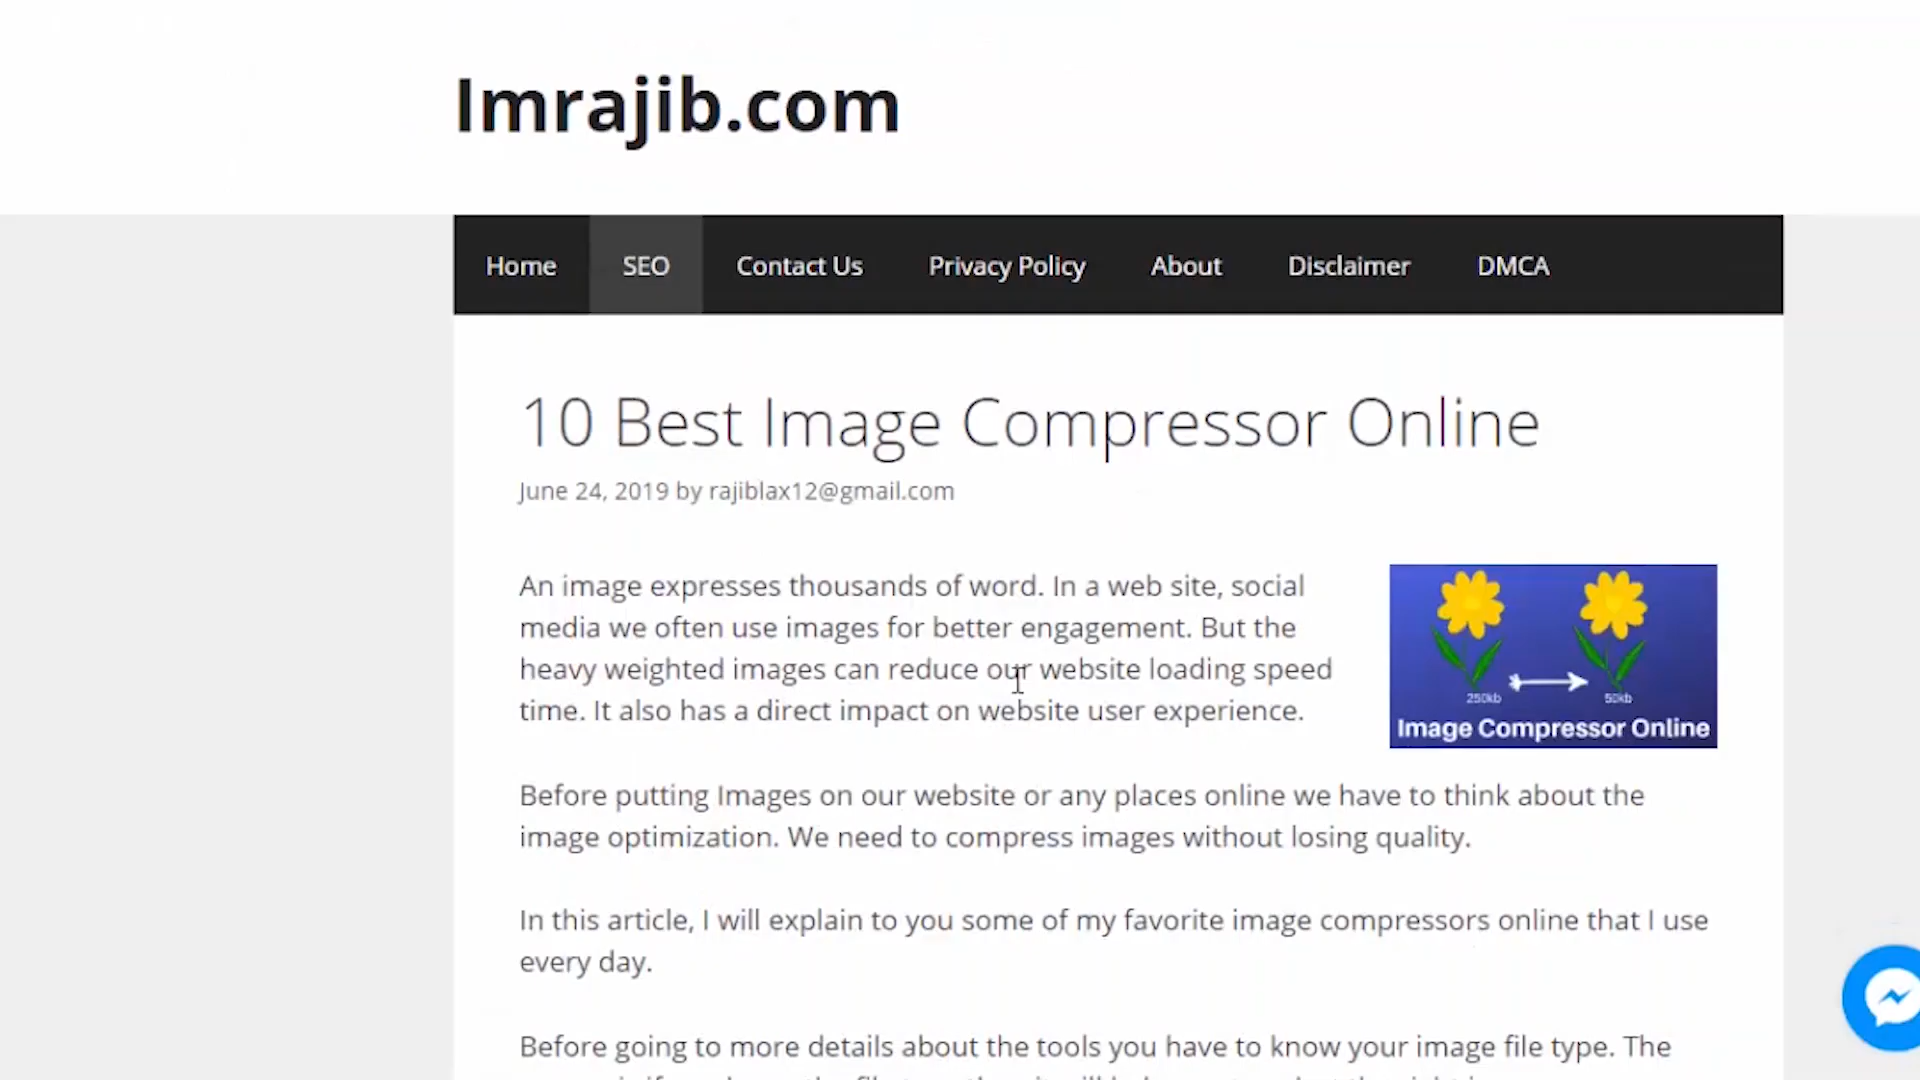 Imrajib.com
Home SEO Contact Us Privacy Policy About Disclaimer DMCA
10 Best Image Compressor Online
June 24, 2019 by rajiblax12@gmail.com
An image expresses thousands of word. In a web site, social
media we often use images for better engagement. But the
heavy weighted images can reduce our website loading speed
time. It also has a direct impact on website user experience.
250kb 50kb
Image Compressor Online
Before putting Images on our website or any places online we have to think about the
image optimization. We need to compress images without losing quality.
In this article, I will explain to you some of my favorite image compressors online that I use
every day.
Before going to more details about the tools you have to know your image file type. The